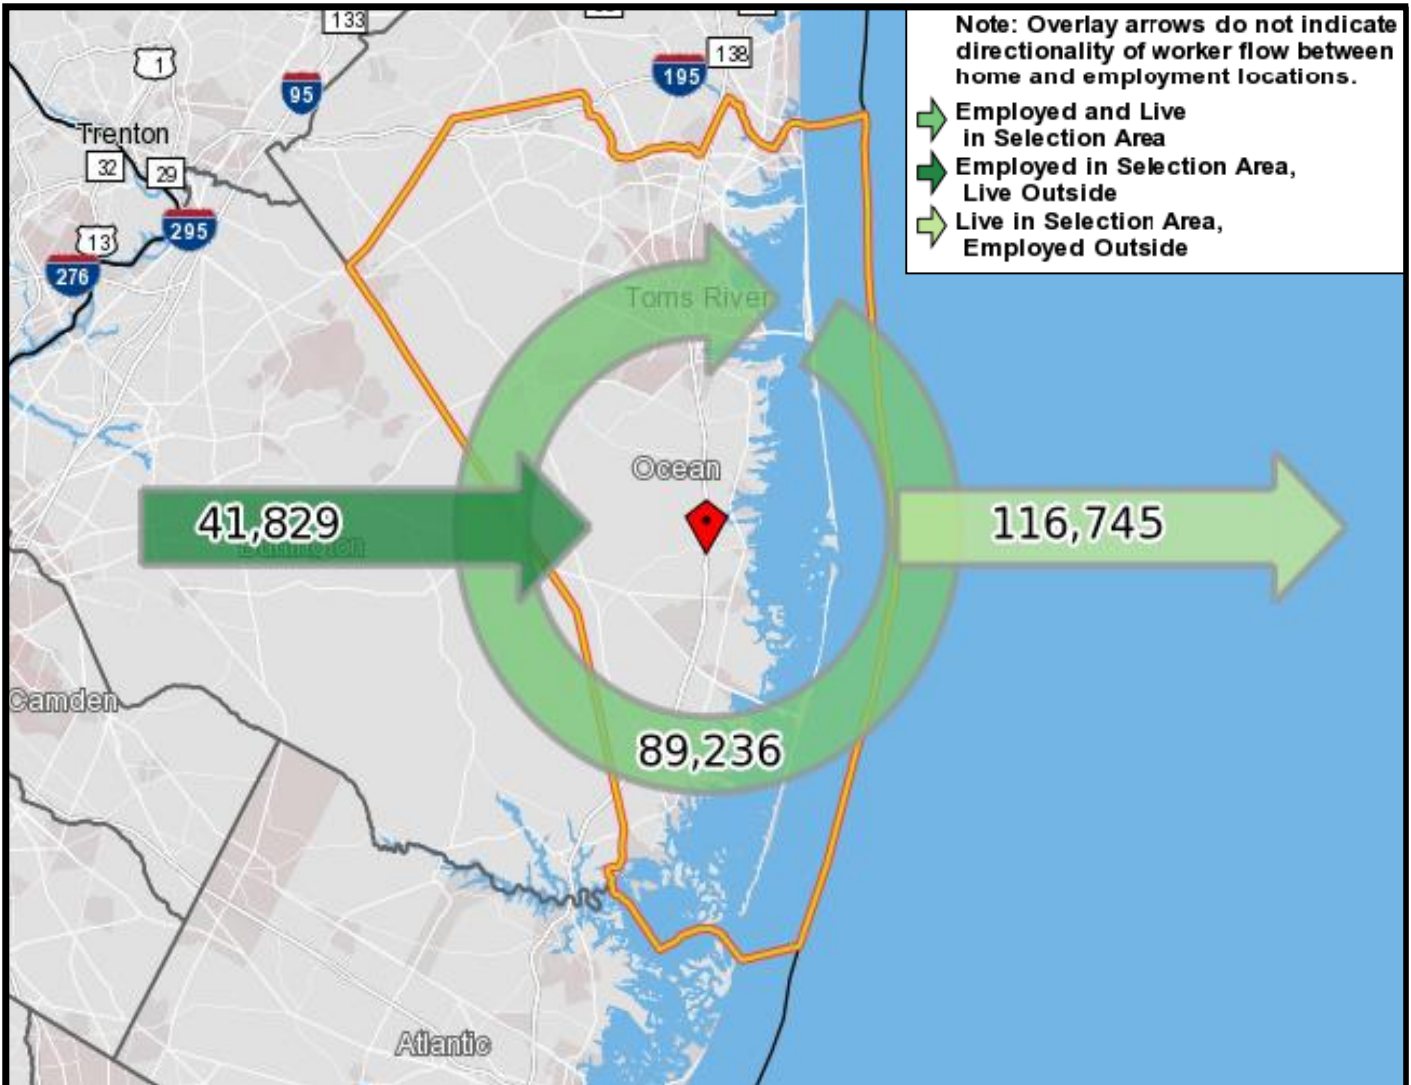 133
138
195
1
95
Note: Overlay arrows do not indicate
directionality of worker flow between
home and employment locations.
Employed and Live
in Selection Area
Employed in Selection Area,
Live Outside
Live in Selection Area,
Employed Outside
Trenton
32
29
295
13
276
Toms River
Ocean
41,829
116,745
Burlington
Camden
89,236
Atlantic